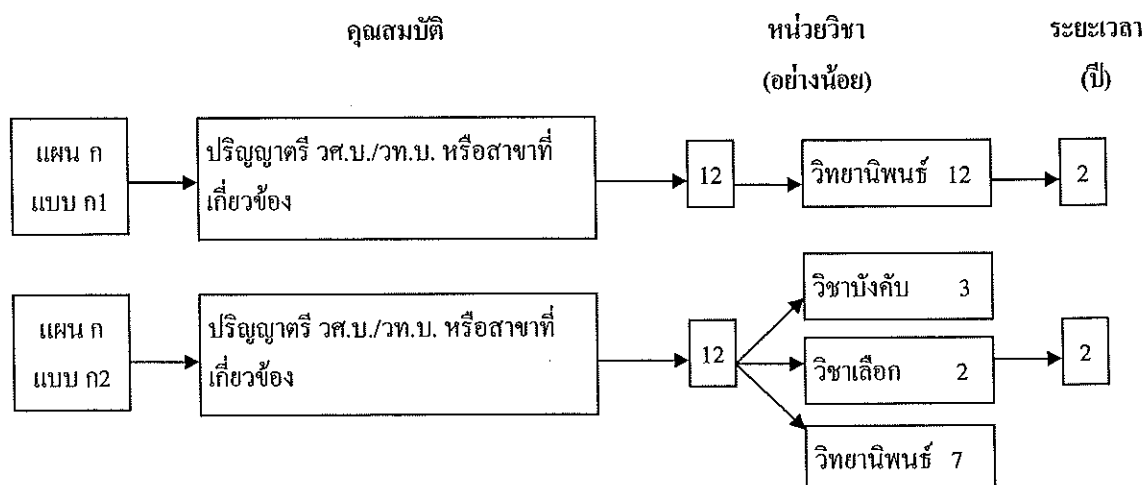 คุณสมบัติ
หน่วยวิชา
(อย่างน้อย)
ระยะเวลา
(ปี)
แผน ก
แบบ ก1
ปริญญาตรี วศ.บ./วท.บ. หรือสาขาที่
เกี่ยวข้อง
12
วิทยานิพนธ์ 12
2
แผน ก
แบบ ก2
ปริญญาตรี วศ.บ./วท.บ. หรือสาขาที่
เกี่ยวข้อง
12
วิชาบังคับ 3
วิชาเลือก 2
วิทยานิพนธ์ 7
2